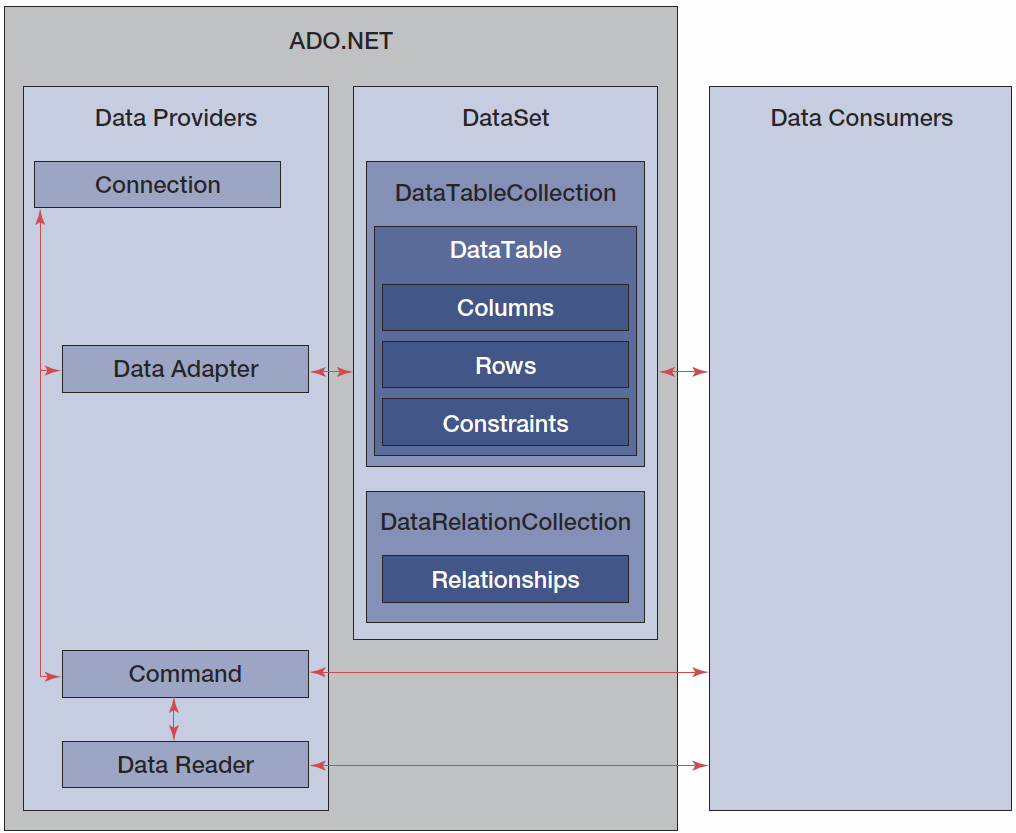 ADO.NET
Data Providers
Connection
Data Adapter
Command
Data Reader
DataSet
DataTableCollection
DataTable
Columns
Rows
Constraints
DataRelationCollection
Relationships
Data Consumers